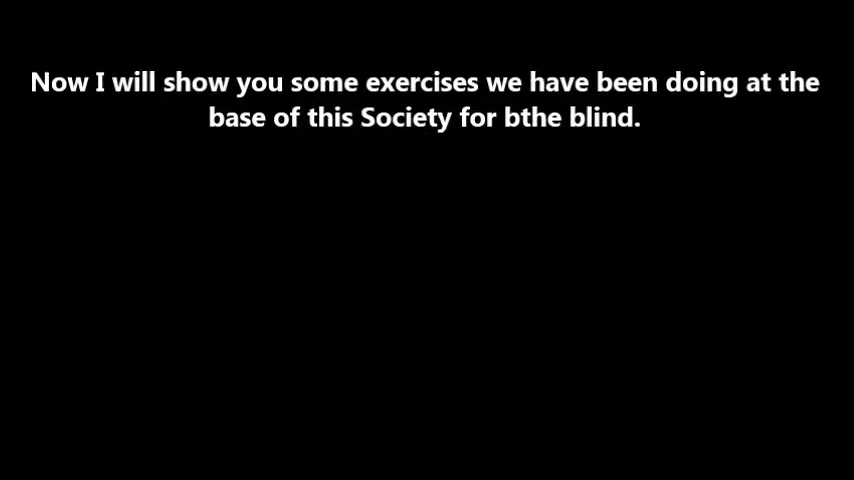 Now I will show you some exercises we have been doing at the
base of this Society for bthe blind.